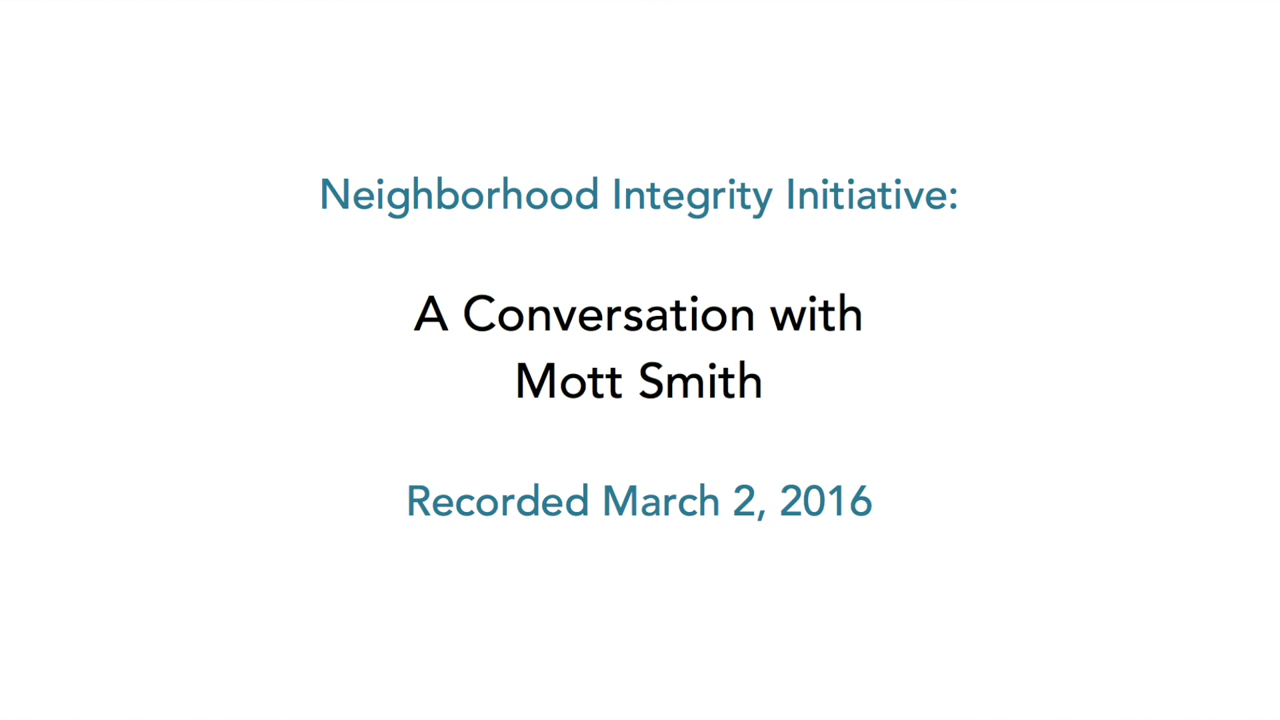 Neighborhood Integrity Initiative:
A Conversation with
Mott Smith
Recorded March 2, 2016